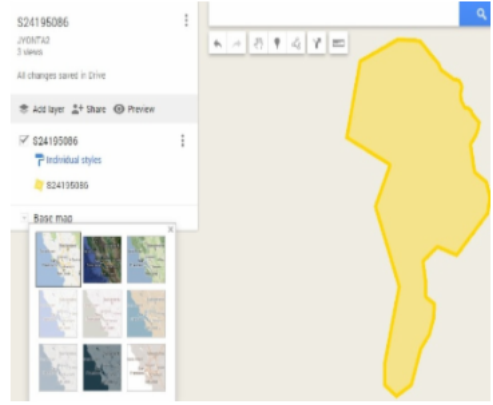 S24195086
JYONTA2
3 views
All changes saved in Drive
Add layer Share Preview
S24195086
Individual styles
S24195086
Base map